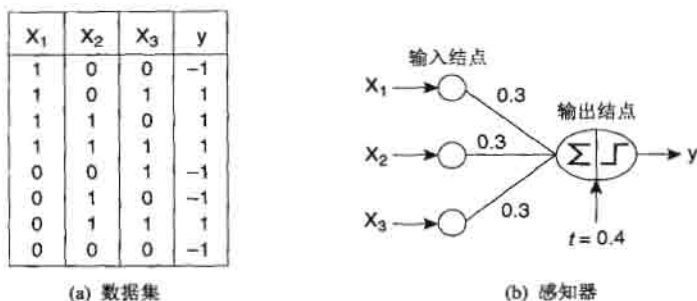 X₁ X₂ X₃ y
1 0 0 −1
1 0 1 1
1 1 0 1
1 1 1 1
0 0 1 −1
0 1 0 −1
0 1 1 1
0 0 0 −1
(a) 数据集
输入结点
X₁
0.3
输出结点
X₂
0.3
Σ
y
X₃
0.3
t = 0.4
(b) 感知器